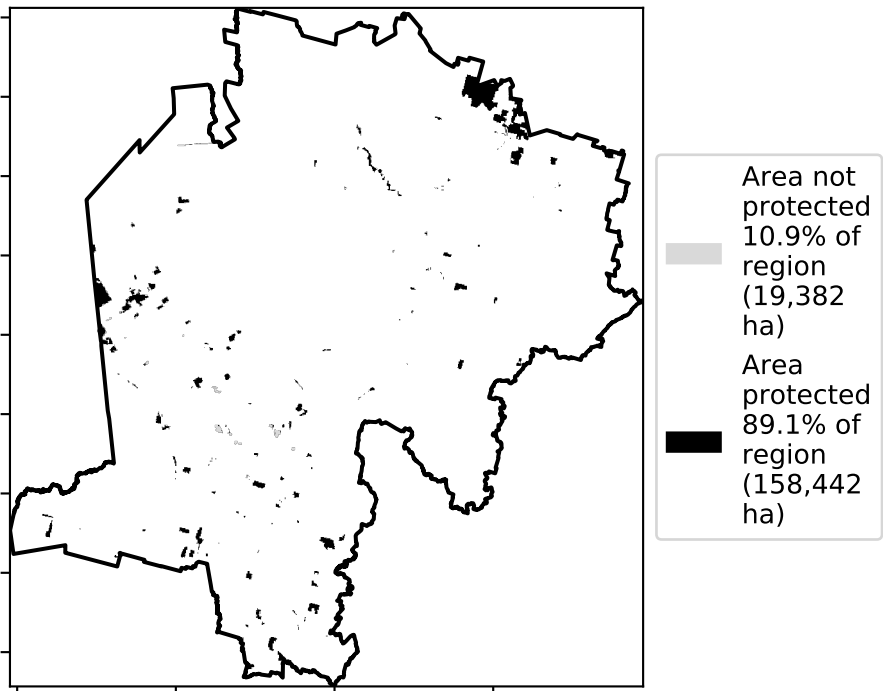 Area not
protected
10.9% of
region
(19,382
ha)
Area
protected
89.1% of
region
(158,442
ha)